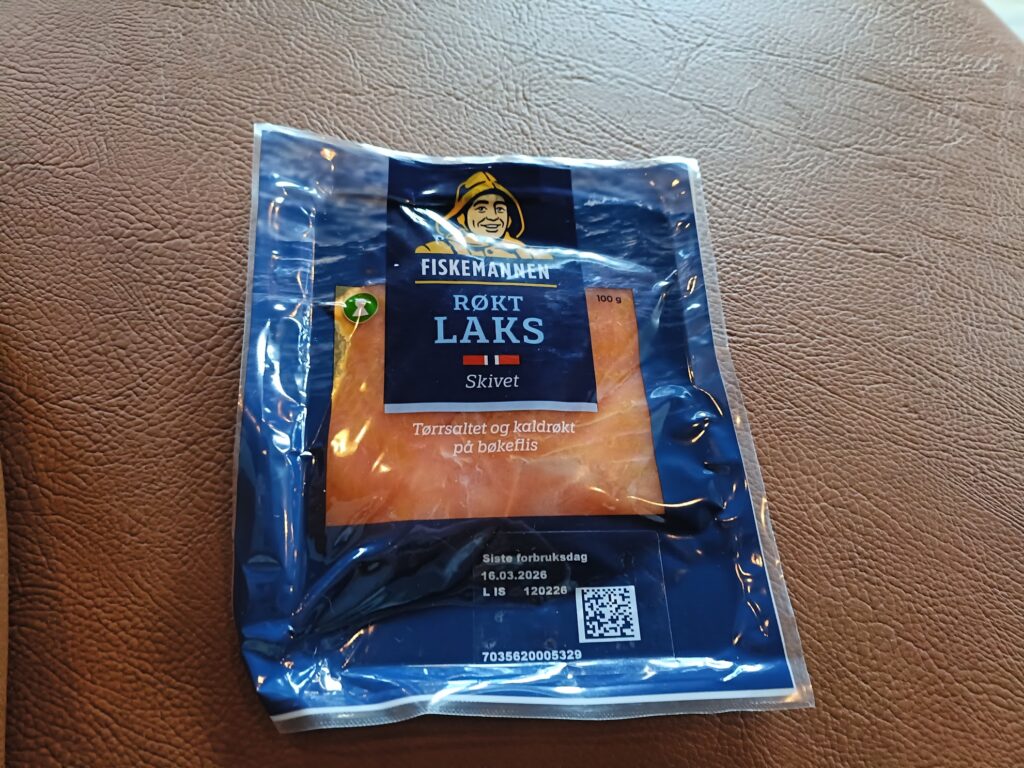 FISKEMANNEN
RØKT
LAKS
100 g
Skivet
Tørrsaltet og kaldrøkt
på bøkeflis
Siste forbruksdag
16.03.2026
L IS 120226
7035620005329